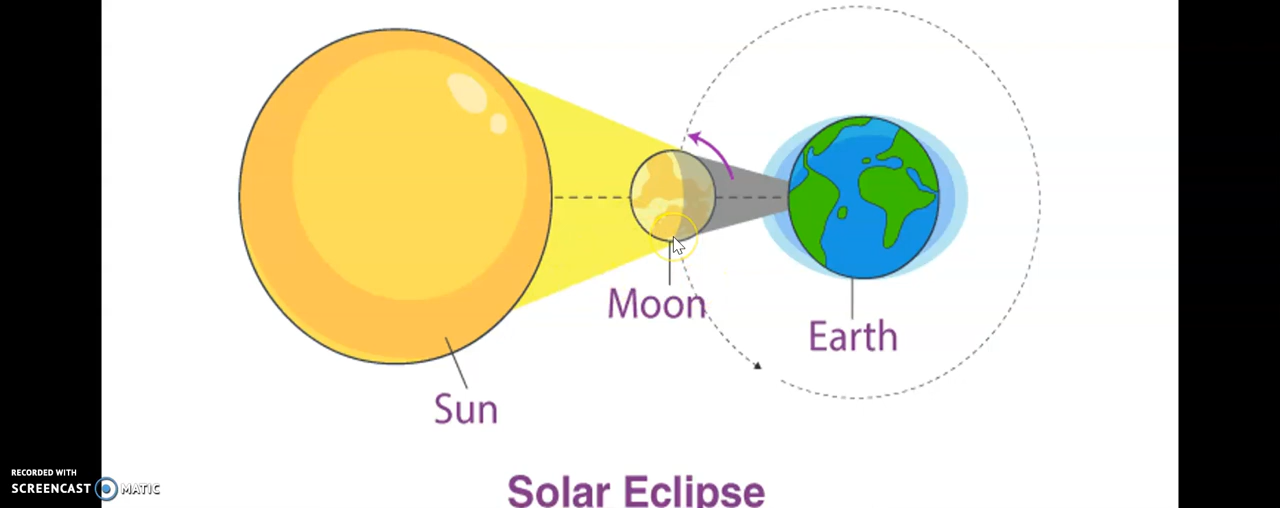 Moon
Earth
Sun
RECORDED WITH
SCREENCAST MATIC
Solar Eclipse